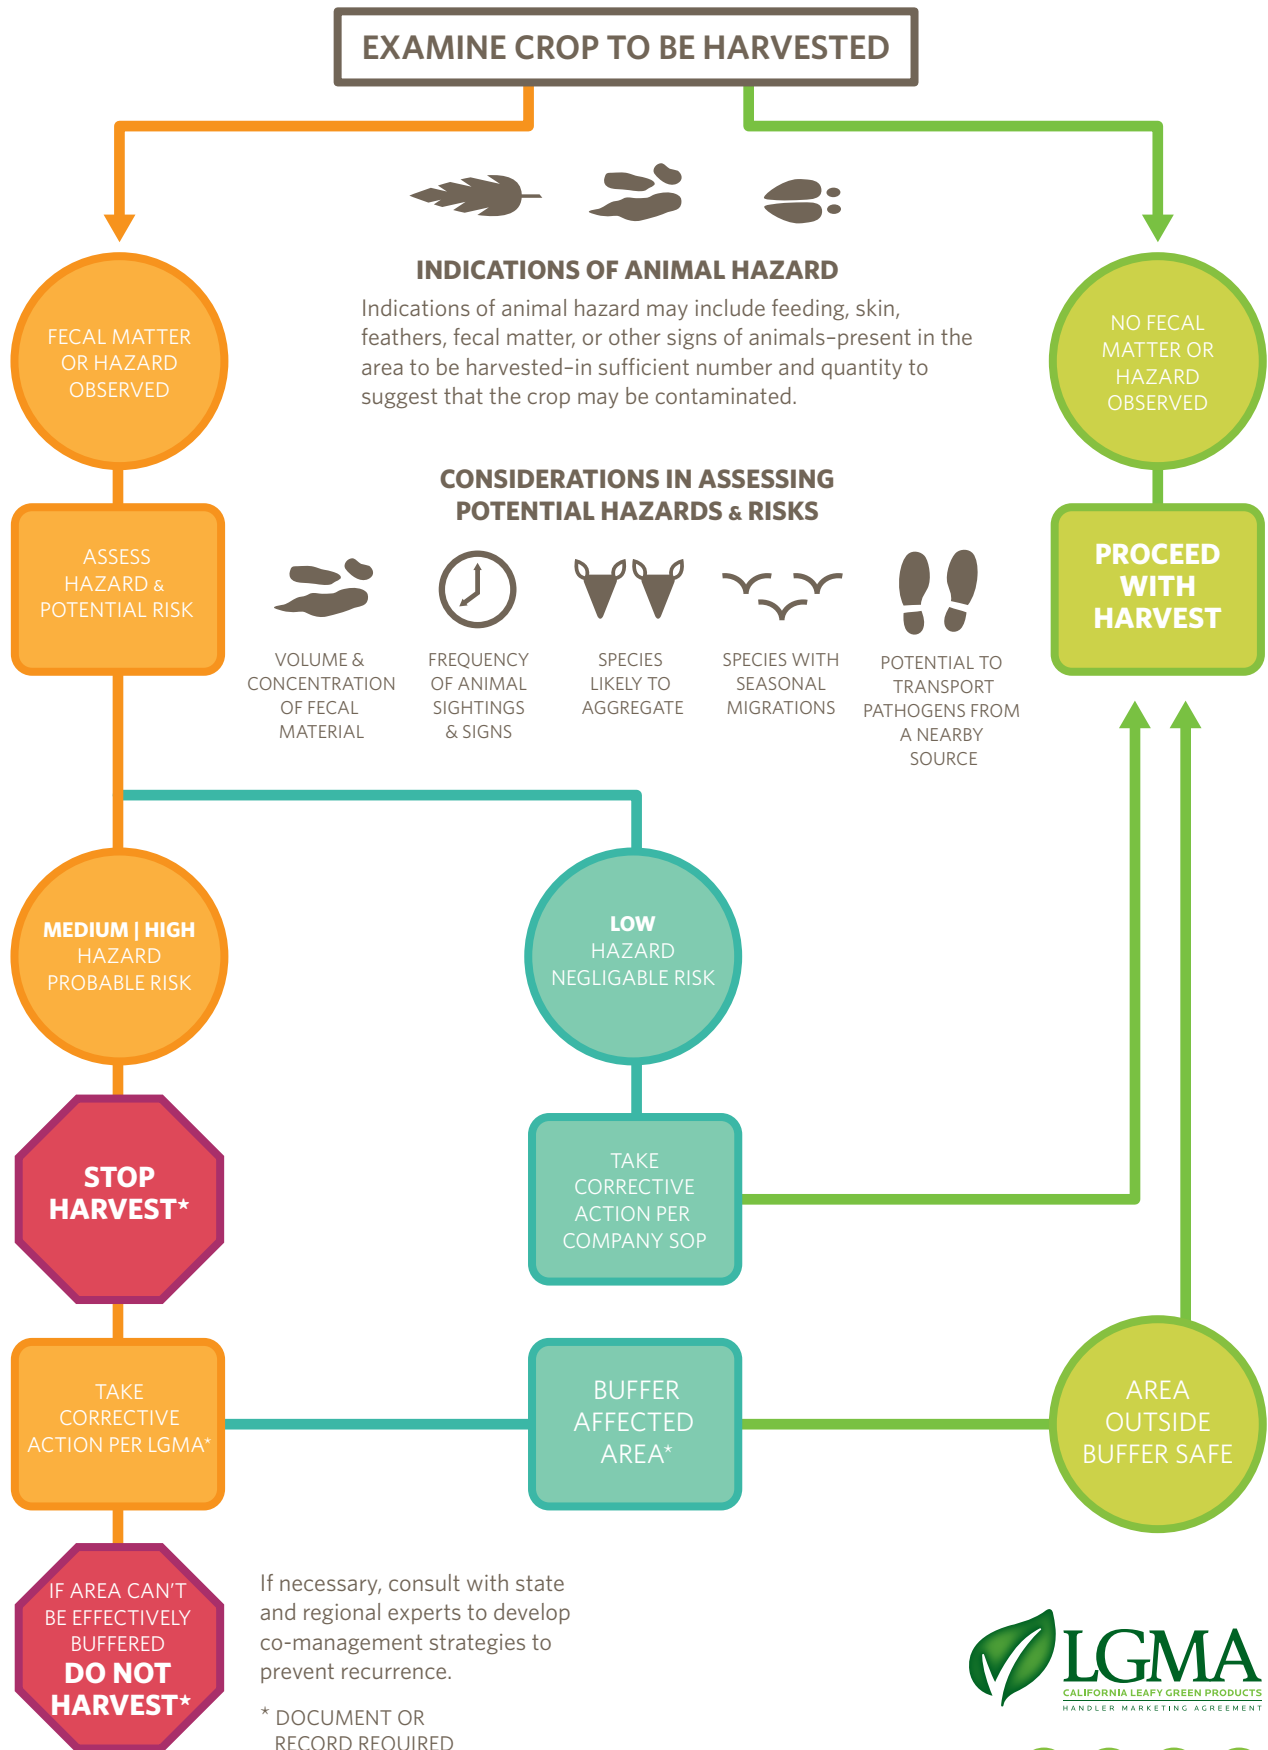 EXAMINE CROP TO BE HARVESTED
INDICATIONS OF ANIMAL HAZARD
Indications of animal hazard may include feeding, skin,
feathers, fecal matter, or other signs of animals–present in the
area to be harvested–in sufficient number and quantity to
suggest that the crop may be contaminated.
FECAL MATTER
OR HAZARD
OBSERVED
NO FECAL
MATTER OR
HAZARD
OBSERVED
CONSIDERATIONS IN ASSESSING
POTENTIAL HAZARDS & RISKS
ASSESS
HAZARD &
POTENTIAL RISK
VOLUME &
CONCENTRATION
OF FECAL
MATERIAL
FREQUENCY
OF ANIMAL
SIGHTINGS
& SIGNS
SPECIES
LIKELY TO
AGGREGATE
SPECIES WITH
SEASONAL
MIGRATIONS
POTENTIAL TO
TRANSPORT
PATHOGENS FROM
A NEARBY
SOURCE
PROCEED
WITH
HARVEST
MEDIUM | HIGH
HAZARD
PROBABLE RISK
LOW
HAZARD
NEGLIGABLE RISK
STOP
HARVEST*
TAKE
CORRECTIVE
ACTION PER
COMPANY SOP
TAKE
CORRECTIVE
ACTION PER LGMA*
BUFFER
AFFECTED
AREA*
AREA
OUTSIDE
BUFFER SAFE
IF AREA CAN'T
BE EFFECTIVELY
BUFFERED
DO NOT
HARVEST*
If necessary, consult with state
and regional experts to develop
co-management strategies to
prevent recurrence.
* DOCUMENT OR
RECORD REQUIRED
LGMA
CALIFORNIA LEAFY GREEN PRODUCTS
HANDLER MARKETING AGREEMENT